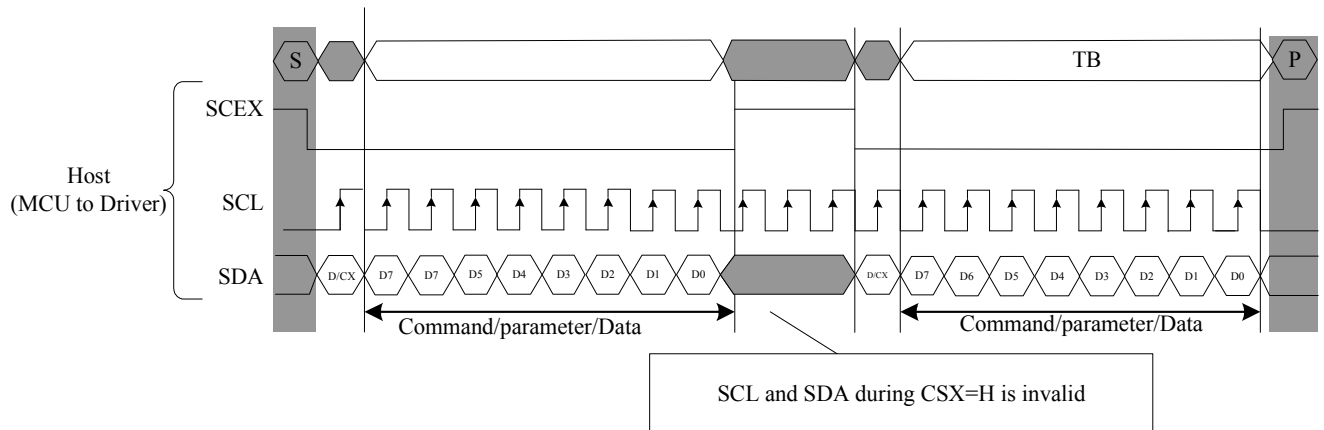 S TB P
SCEX
Host
(MCU to Driver)
SCL
SDA D/CX D7 D7 D5 D4 D3 D2 D1 D0 D/CX D7 D6 D5 D4 D3 D2 D1 D0
Command/parameter/Data Command/parameter/Data
SCL and SDA during CSX=H is invalid